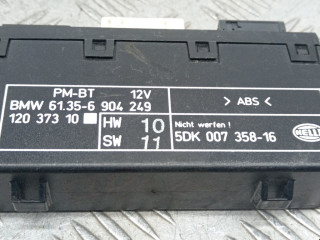 PM-BT 12V
BMW 61.35-6 904 249
120 373 10
HW 10
SW 11
> ABS <
Nicht werfen !
5DK 007 358-16
HELLA